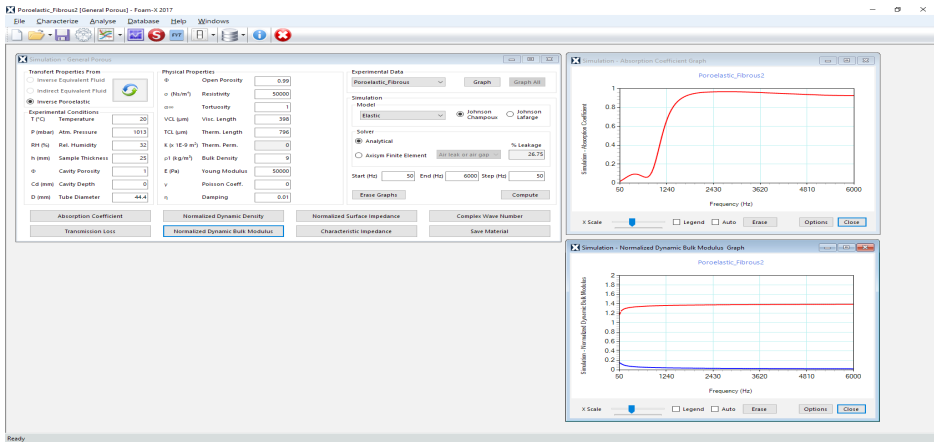 Poroelastic_Fibrous2 [General Porous] - Foam-X 2017
File Characterize Analyse Database Help Windows
Simulation - General Porous
Transfert Properties From
Inverse Equivalent Fluid
Indirect Equivalent Fluid
Inverse Poroelastic
Experimental Conditions
T (°C) Temperature 20
P (mbar) Atm. Pressure 1013
RH (%) Rel. Humidity 32
h (mm) Sample Thickness 25
Φ Cavity Porosity 1
Cd (mm) Cavity Depth 0
D (mm) Tube Diameter 44.4
Physical Properties
Φ Open Porosity 0.99
σ (Ns/m⁴) Resistivity 50000
α∞ Tortuosity 1
VCL (µm) Visc. Length 398
TCL (µm) Therm. Length 796
K (x 1E-9 m²) Therm. Perm. 0
ρ1 (kg/m³) Bulk Density 9
E (Pa) Young Modulus 50000
γ Poisson Coeff. 0
η Damping 0.01
Experimental Data
Poroelastic_Fibrous Graph Graph All
Simulation
Model
Elastic Johnson Champoux Johnson Lafarge
Solver
Analytical
Axisym Finite Element An leak or an gap
% Leakage
26.75
Start (Hz) 50 End (Hz) 6000 Step (Hz) 50
Erase Graphs Compute
Absorption Coefficient Normalized Dynamic Density Normalized Surface Impedance Complex Wave Number
Transmission Loss Normalized Dynamic Bulk Modulus Characteristic Impedance Save Material
Simulation - Absorption Coefficient Graph
Poroelastic_Fibrous2
Simulation - Absorption Coefficient
1
0.8
0.6
0.4
0.2
0
50 1240 2430 3620 4810 6000
Frequency (Hz)
X Scale Legend Auto Erase Options Close
Simulation - Normalized Dynamic Bulk Modulus Graph
Poroelastic_Fibrous2
Simulation - Normalized Dynamic Bulk Modulus
2
1.8
1.6
1.4
1.2
1
0.8
0.6
0.4
0.2
0
50 1240 2430 3620 4810 6000
Frequency (Hz)
X Scale Legend Auto Erase Options Close
Ready